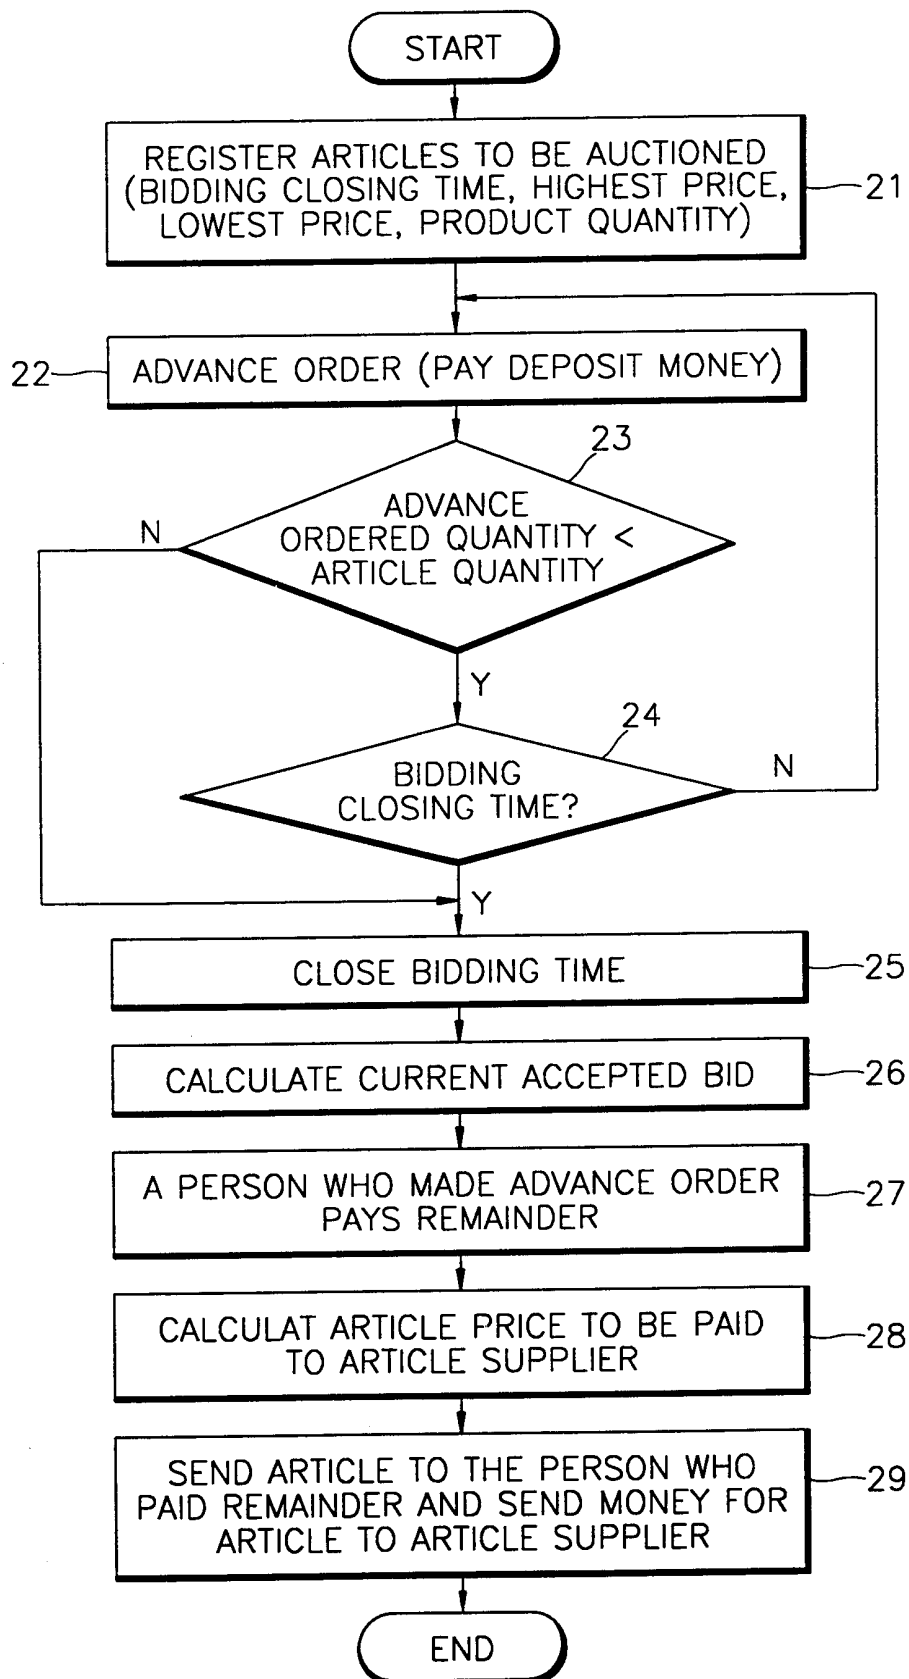 START
REGISTER ARTICLES TO BE AUCTIONED
(BIDDING CLOSING TIME, HIGHEST PRICE,
LOWEST PRICE, PRODUCT QUANTITY)
21
22
ADVANCE ORDER (PAY DEPOSIT MONEY)
23
ADVANCE
ORDERED QUANTITY <
ARTICLE QUANTITY
N
Y
24
BIDDING
CLOSING TIME?
N
Y
CLOSE BIDDING TIME
25
CALCULATE CURRENT ACCEPTED BID
26
A PERSON WHO MADE ADVANCE ORDER
PAYS REMAINDER
27
CALCULAT ARTICLE PRICE TO BE PAID
TO ARTICLE SUPPLIER
28
SEND ARTICLE TO THE PERSON WHO
PAID REMAINDER AND SEND MONEY FOR
ARTICLE TO ARTICLE SUPPLIER
29
END